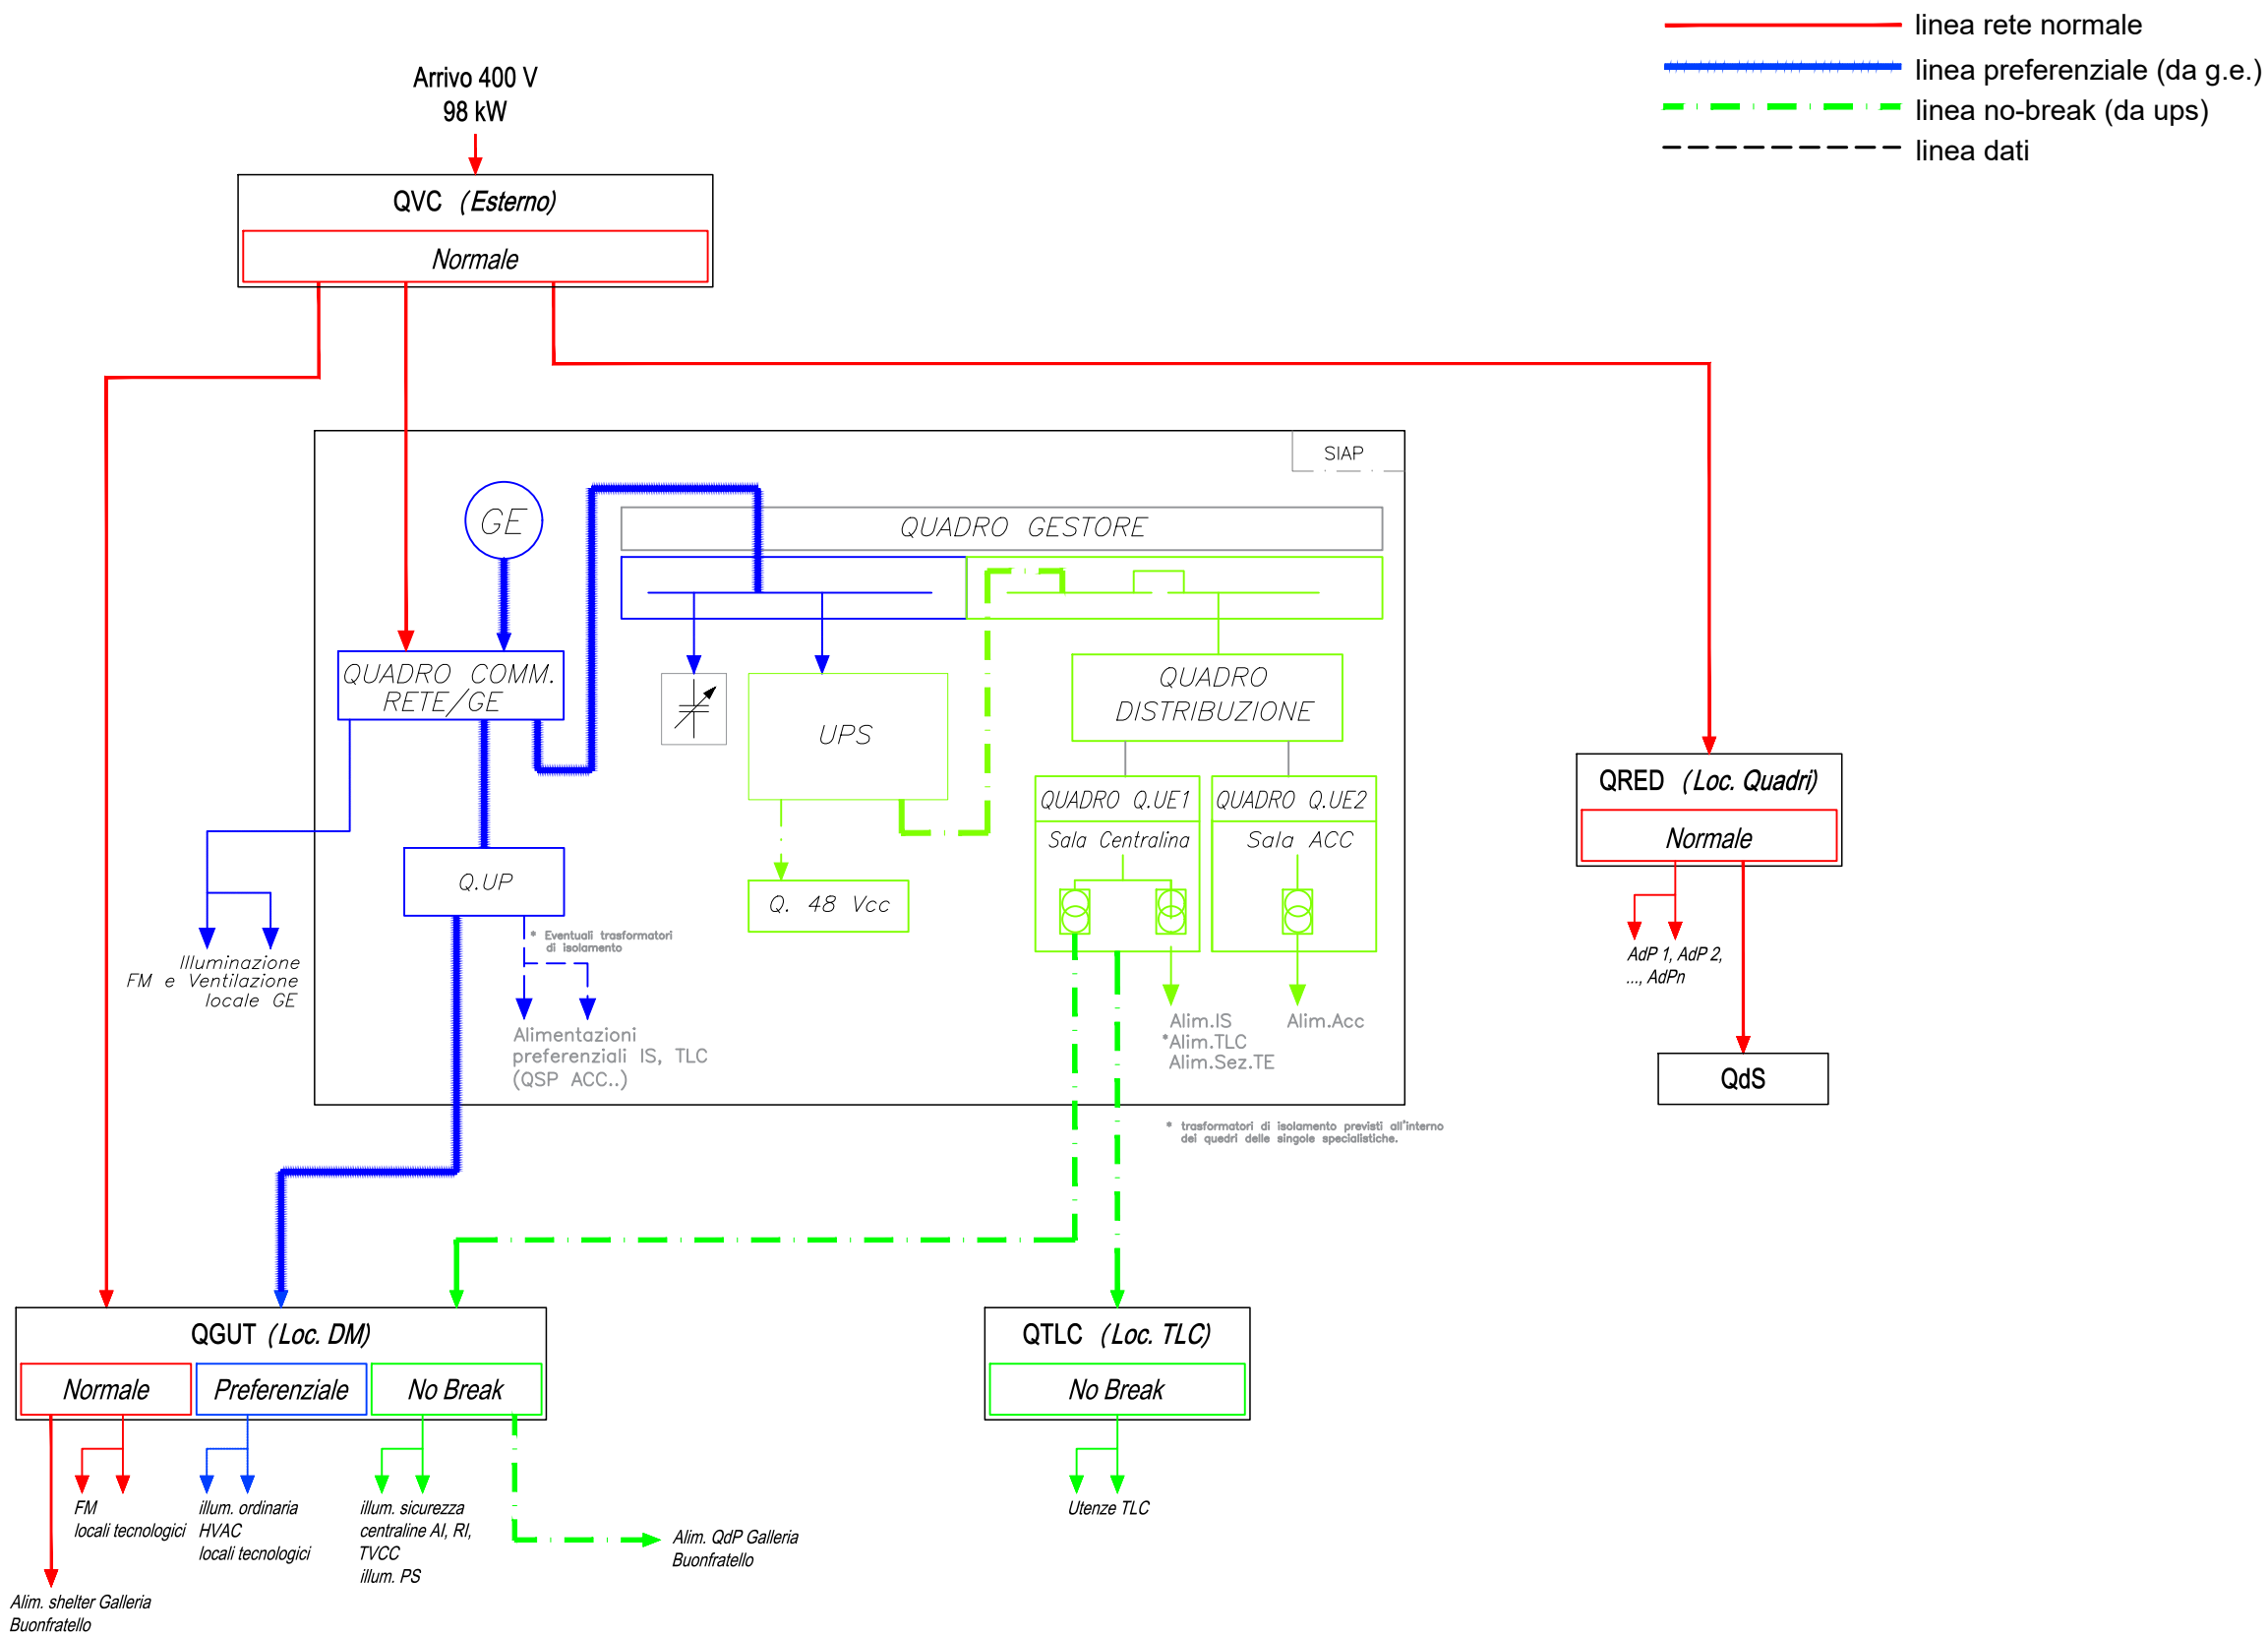 linea rete normale
linea preferenziale (da g.e.)
linea no-break (da ups)
linea dati
Arrivo 400 V
98 kW
QVC (Esterno)
Normale
SIAP
GE
QUADRO GESTORE
QUADRO COMM.
RETE/GE
UPS
QUADRO
DISTRIBUZIONE
QUADRO Q.UE1
Sala Centralina
QUADRO Q.UE2
Sala ACC
Q.UP
Q. 48 Vcc
* Eventuali trasformatori
di isolamento
Illuminazione
FM e Ventilazione
locale GE
Alimentazioni
preferenziali IS, TLC
(QSP ACC..)
Alim.IS
*Alim.TLC
Alim.Sez.TE
Alim.Acc
* trasformatori di isolamento previsti all'interno
dei quedri delle singole specialistiche.
QRED (Loc. Quadri)
Normale
AdP 1, AdP 2,
..., AdPn
QdS
QGUT (Loc. DM)
Normale
Preferenziale
No Break
QTLC (Loc. TLC)
No Break
FM
locali tecnologici
illum. ordinaria
HVAC
locali tecnologici
illum. sicurezza
centraline AI, RI,
TVCC
illum. PS
Alim. QdP Galleria
Buonfratello
Utenze TLC
Alim. shelter Galleria
Buonfratello